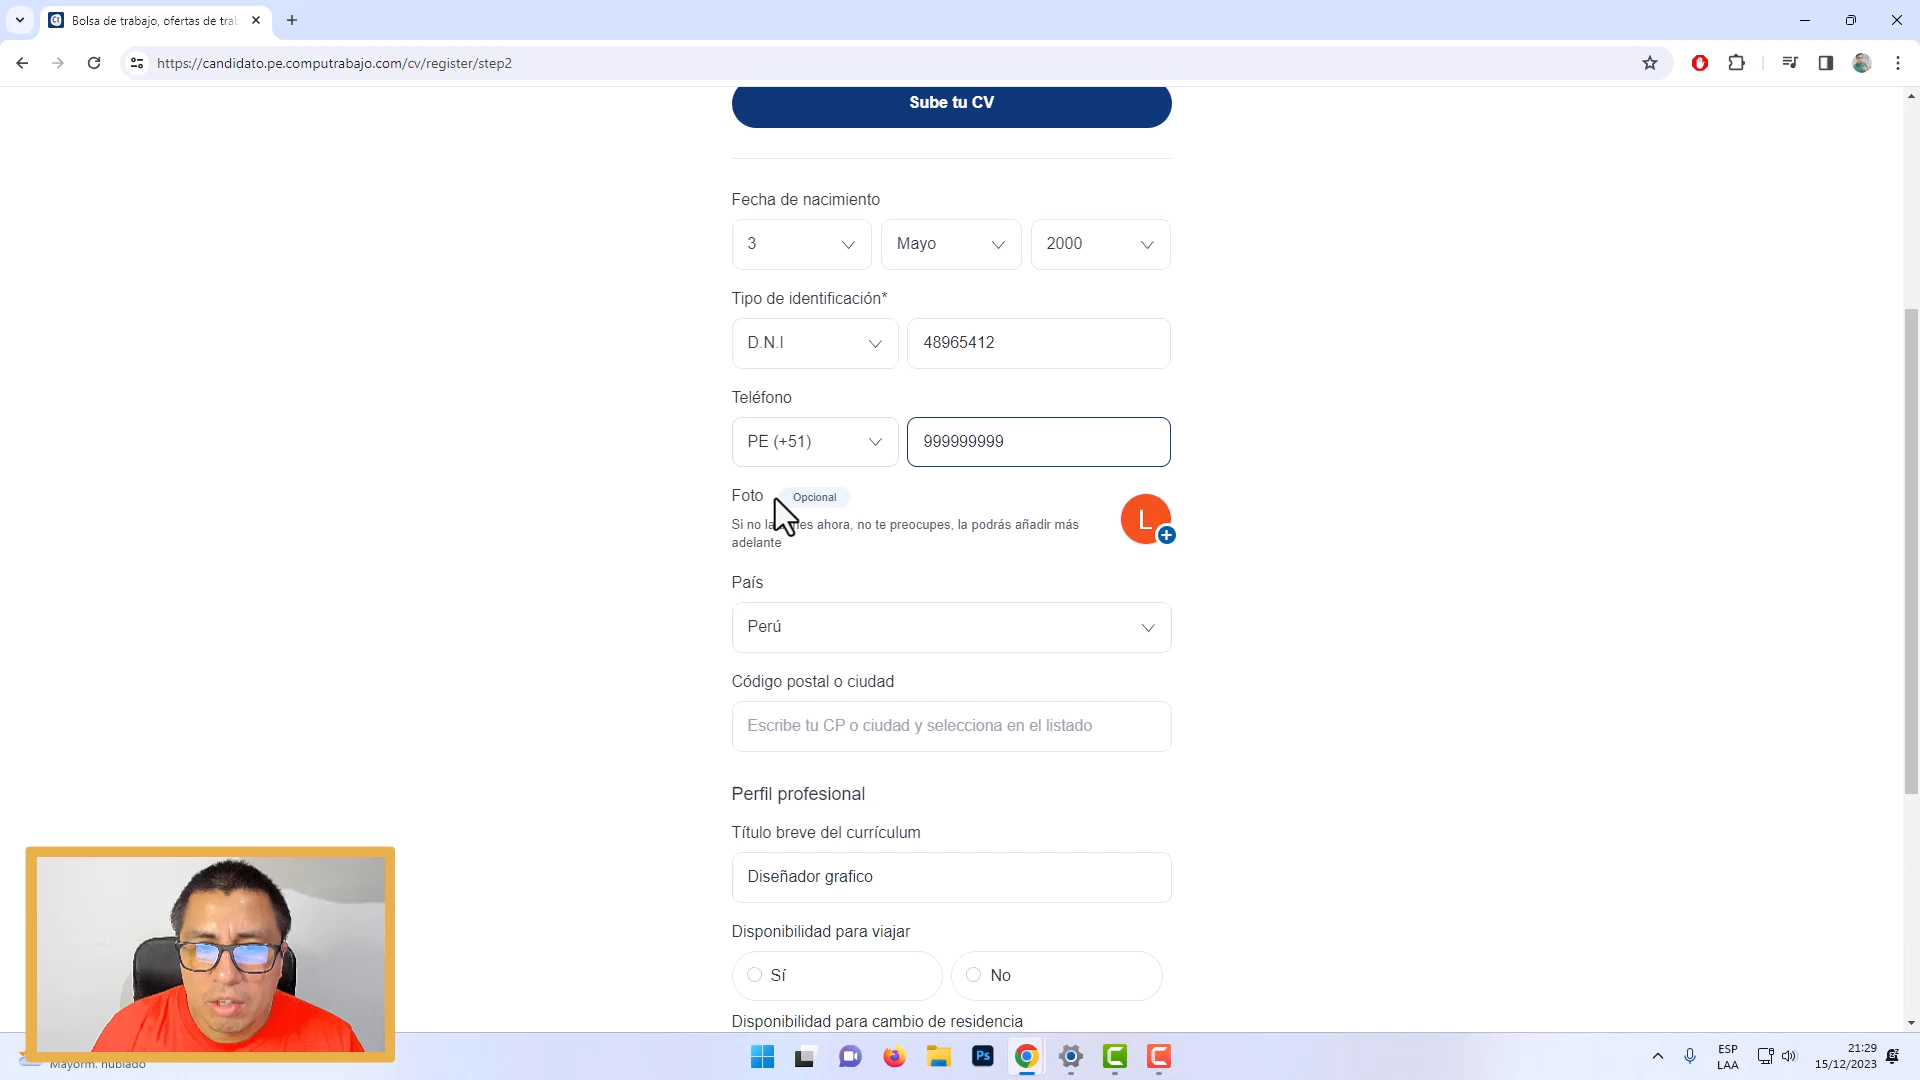 Bolsa de trabajo, ofertas de tra
https://candidato.pe.computrabajo.com/cv/register/step2
Sube tu CV
Fecha de nacimiento
3
Mayo
2000
Tipo de identificación*
D.N.I
48965412
Teléfono
PE (+51)
999999999
Foto
Opcional
Si no la es ahora, no te preocupes, la podrás añadir más
adelante
País
Perú
Código postal o ciudad
Escribe tu CP o ciudad y selecciona en el listado
Perfil profesional
Título breve del currículum
Diseñador grafico
Disponibilidad para viajar
Sí
No
Disponibilidad para cambio de residencia
L
Mayorm. nublado
Ps
ESP
LAA
21:29
15/12/2023